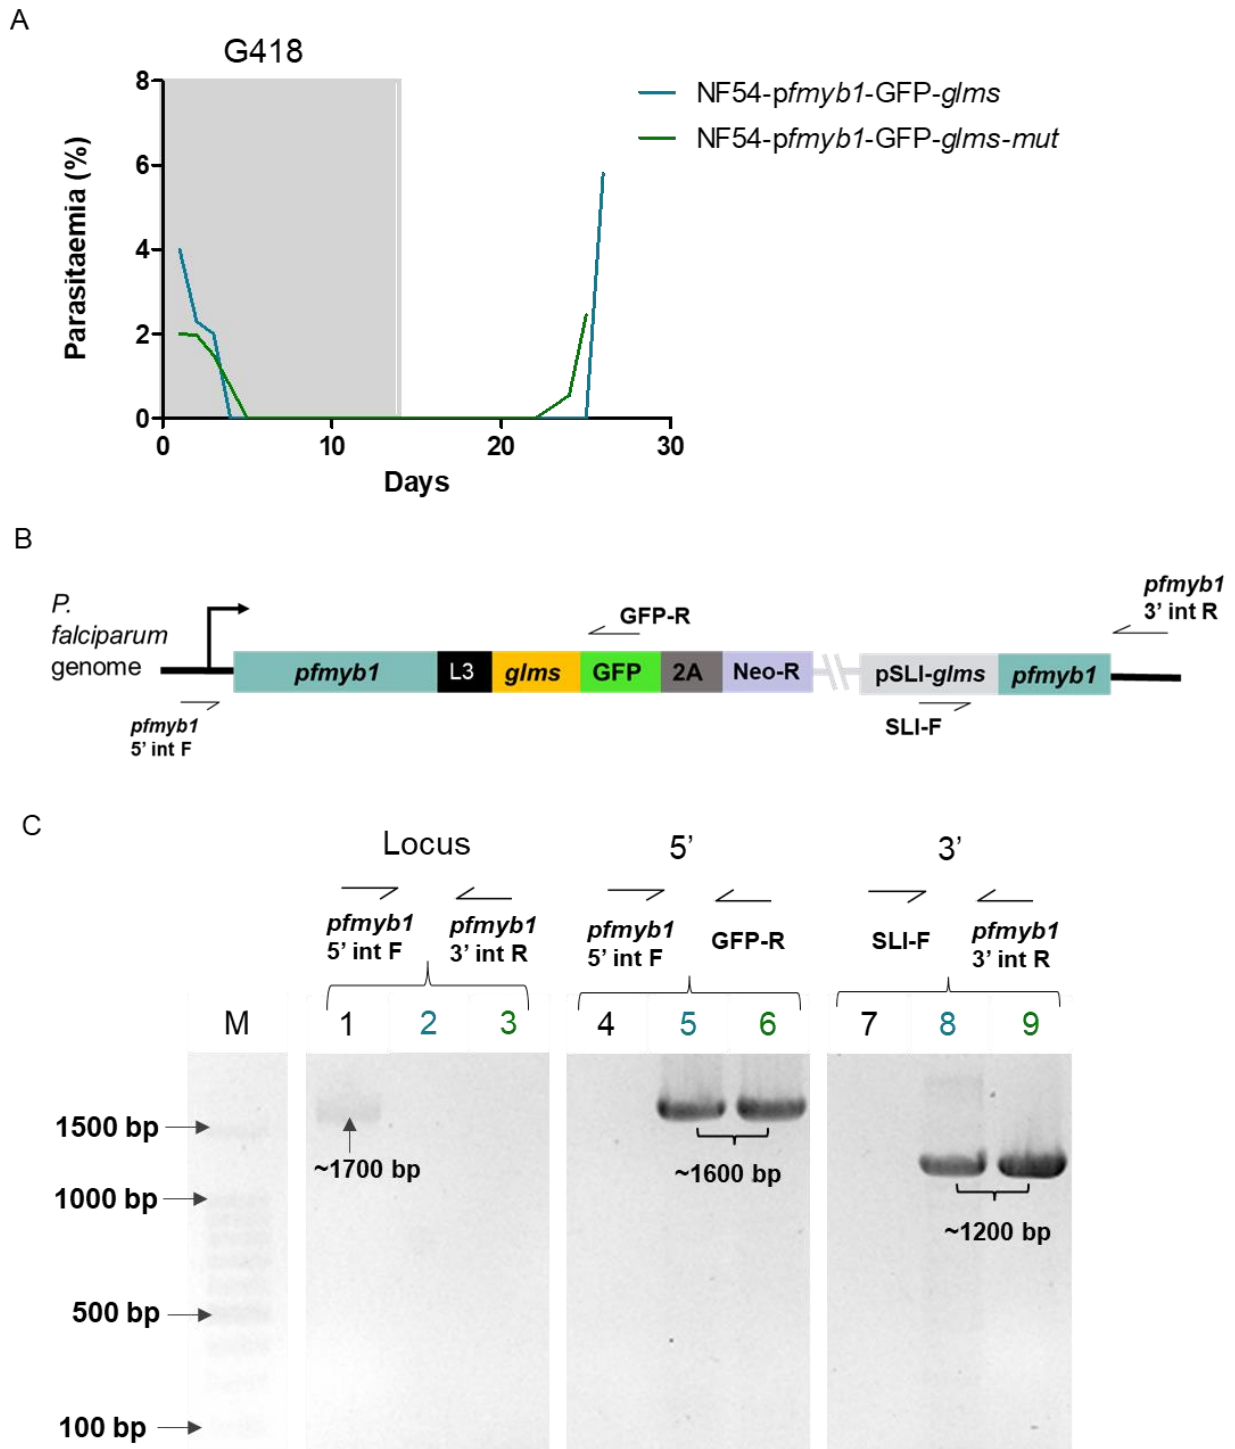 A
G418
8
6
4
2
0
Parasitaemia (%)
0 10 20 30
Days
NF54-pfmyb1-GFP-glms
NF54-pfmyb1-GFP-glms-mut
B
P.
falciparum
genome
pfmyb1
5’ int F
pfmyb1 L3 glms GFP 2A Neo-R pSLI-glms pfmyb1
GFP-R
SLI-F
pfmyb1
3’ int R
C
Locus 5’ 3’
pfmyb1
5’ int F
pfmyb1
3’ int R
pfmyb1
5’ int F
GFP-R
SLI-F
pfmyb1
3’ int R
M 1 2 3 4 5 6 7 8 9
1500 bp
1000 bp
500 bp
100 bp
~1700 bp
~1600 bp
~1200 bp